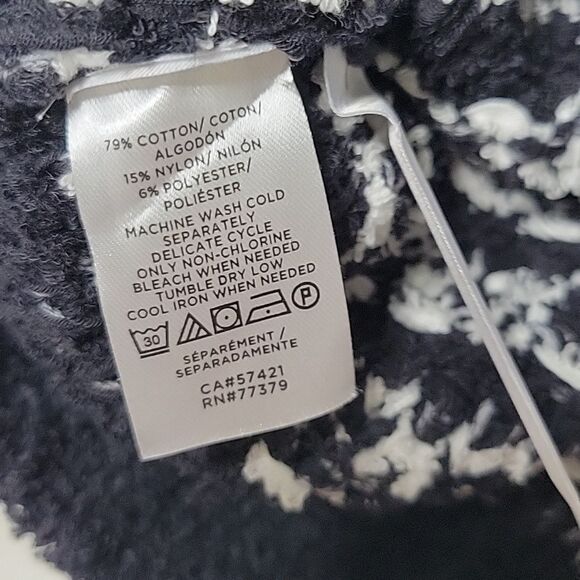 79% COTTON/ COTON/
ALGODÓN
15% NYLON/ NILÓN
6% POLYESTER/
POLIÉSTER
MACHINE WASH COLD
SEPARATELY
DELICATE CYCLE
ONLY NON-CHLORINE
BLEACH WHEN NEEDED
TUMBLE DRY LOW
COOL IRON WHEN NEEDED
30 P
SÉPARÉMENT/
SEPARADAMENTE
CA#57421
RN#77379